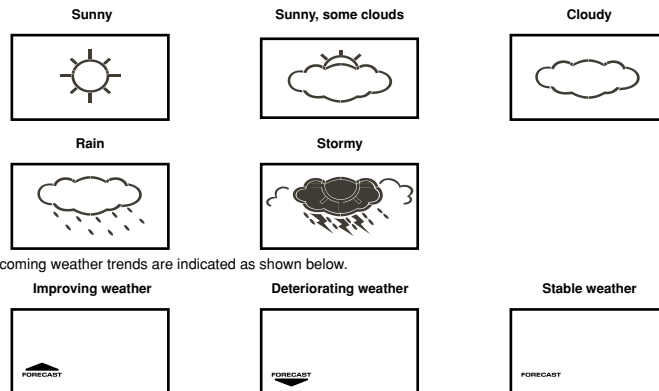 Sunny
Sunny, some clouds
Cloudy
Rain
Stormy
coming weather trends are indicated as shown below.
Improving weather
Deteriorating weather
Stable weather
FORECAST
FORECAST
FORECAST